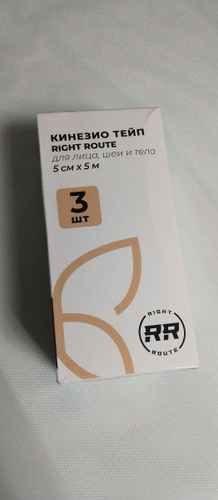 КИНЕЗИО ТЕЙП
RIGHT ROUTE
для лица, шеи и тела
5 см х 5 м
3
шт
RIGHT
RR
ROUTE